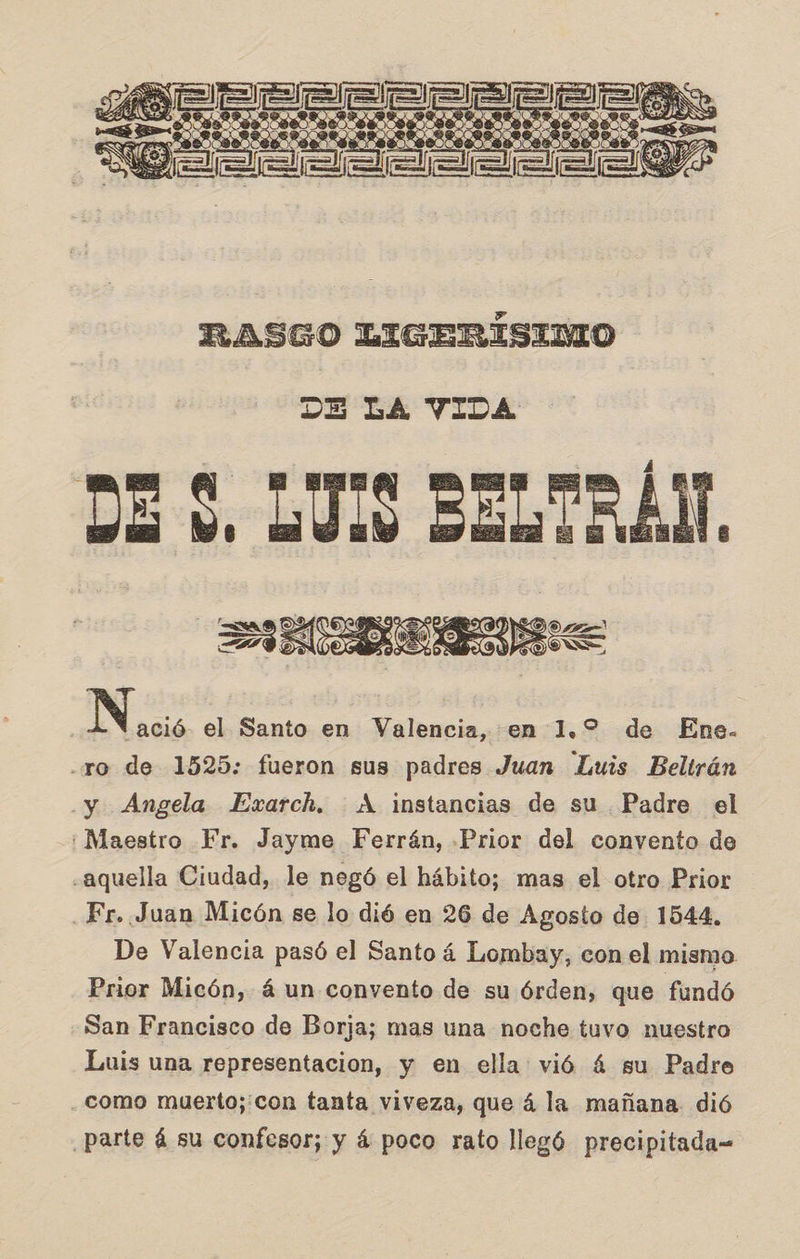 RASGO LIGERÍSIMO
DE LA VIDA
DE S. LUIS BELTRÁN.
Nació el Santo en Valencia, en 1.º de Ene-
ro de 1525: fueron sus padres Juan Luis Beltrán
y Angela Exarch. A instancias de su Padre el
Maestro Fr. Jayme Ferrán, Prior del convento de
aquella Ciudad, le negó el hábito; mas el otro Prior
Fr. Juan Micón se lo dió en 26 de Agosto de 1544.
De Valencia pasó el Santo á Lombay, con el mismo
Prior Micón, á un convento de su órden, que fundó
San Francisco de Borja; mas una noche tuvo nuestro
Luis una representacion, y en ella vió á su Padre
como muerto; con tanta viveza, que á la mañana dió
parte á su confesor; y á poco rato llegó precipitada-